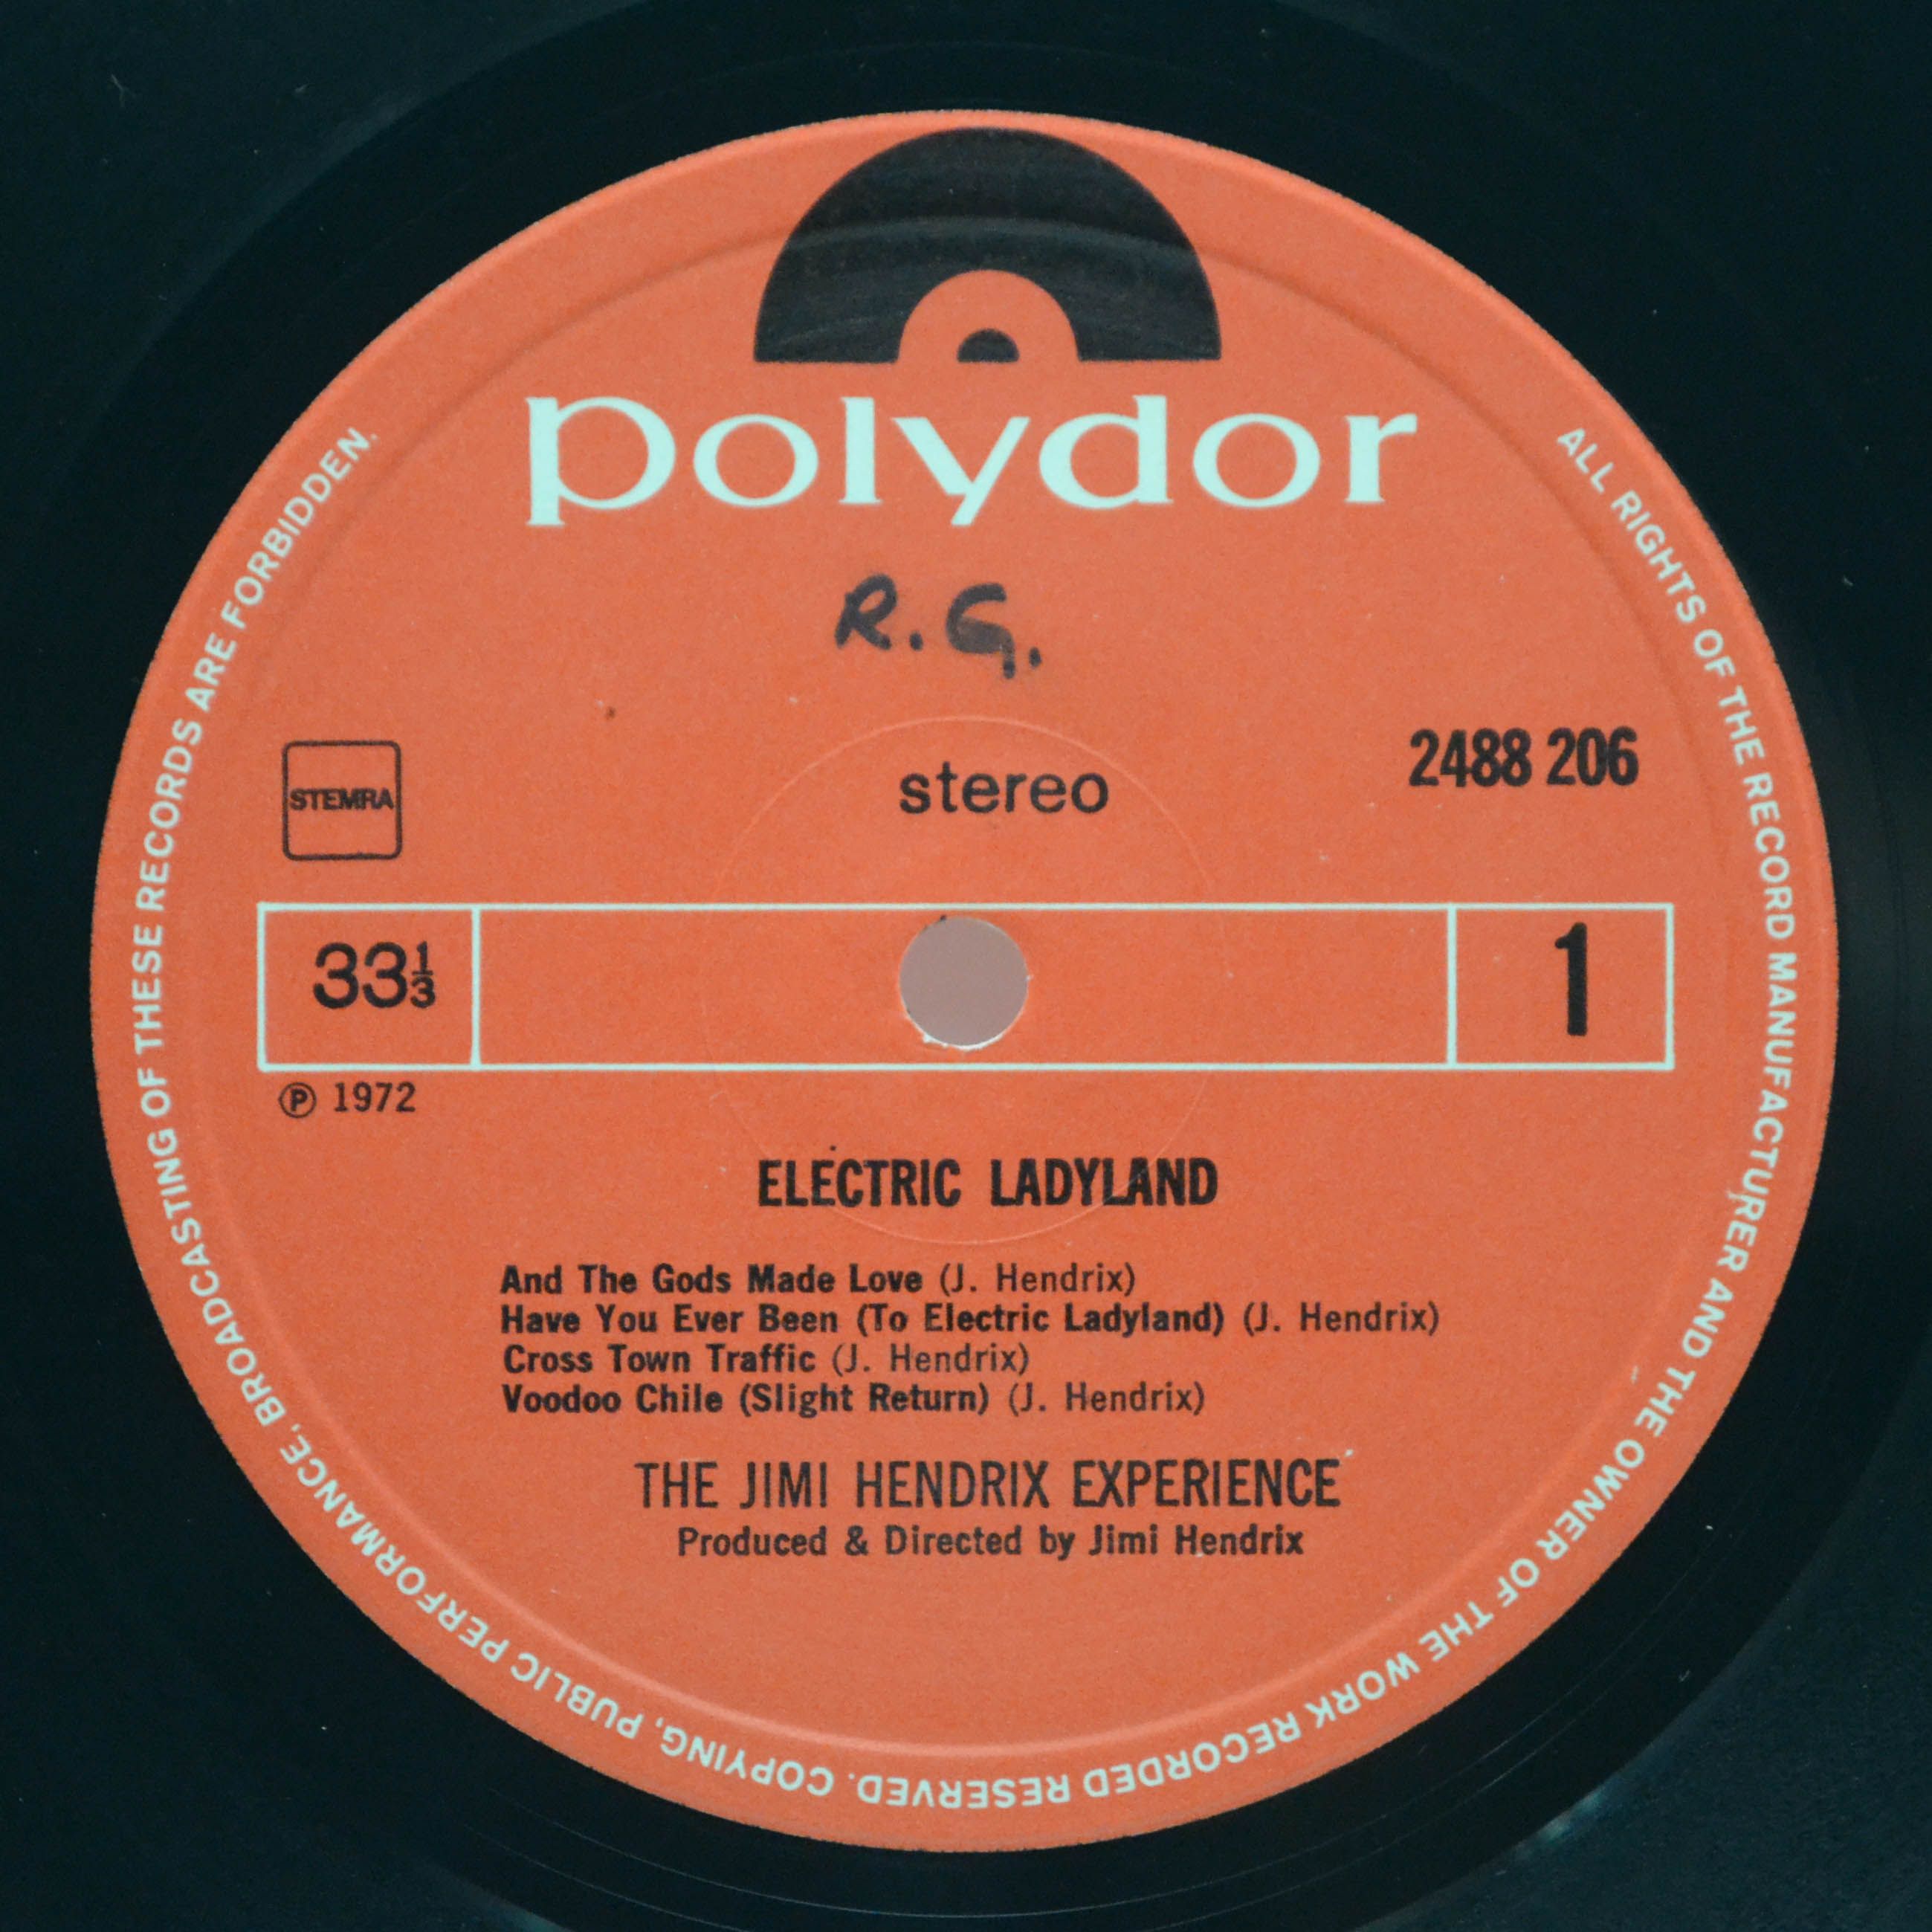 polydor
R.G.
STEMRA
stereo
2488 206
33⅓
1
℗ 1972
ELECTRIC LADYLAND
And The Gods Made Love (J. Hendrix)
Have You Ever Been (To Electric Ladyland) (J. Hendrix)
Cross Town Traffic (J. Hendrix)
Voodoo Chile (Slight Return) (J. Hendrix)
THE JIMI HENDRIX EXPERIENCE
Produced & Directed by Jimi Hendrix
ALL RIGHTS OF THE RECORD MANUFACTURER AND THE OWNER OF THE WORK RECORDED RESERVED. COPYING, PUBLIC PERFORMANCE, BROADCASTING OF THESE RECORDS ARE FORBIDDEN.